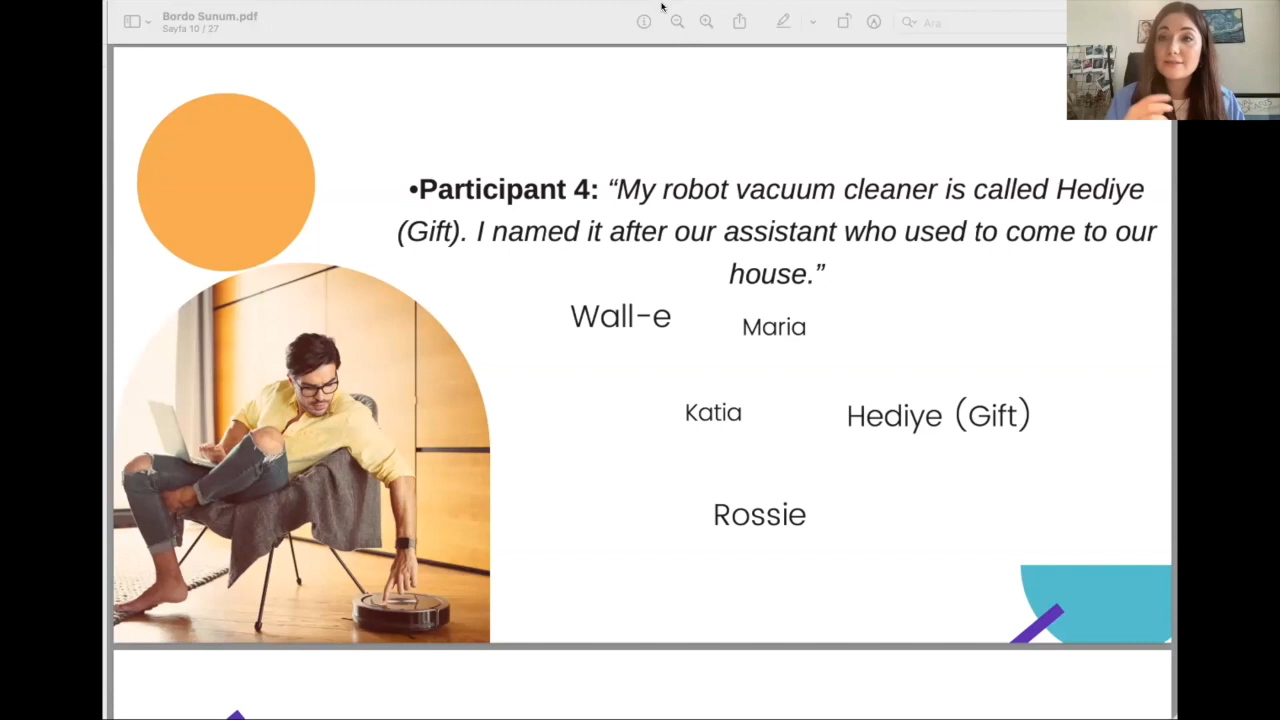 Bordo Sunum.pdf
Sayfa 10 / 27
Ara
•Participant 4: “My robot vacuum cleaner is called Hediye
(Gift). I named it after our assistant who used to come to our
house.”
Wall-e
Maria
Katia
Hediye (Gift)
Rossie